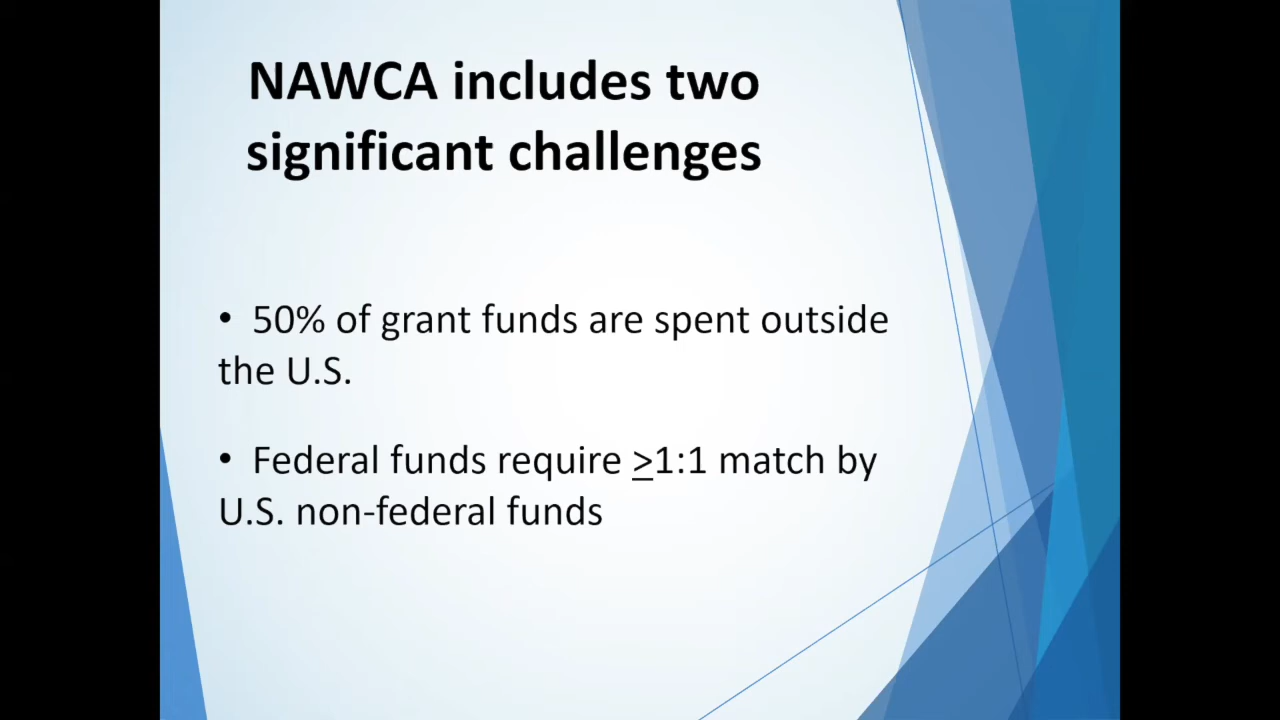 NAWCA includes two
significant challenges
• 50% of grant funds are spent outside
the U.S.
• Federal funds require >1:1 match by
U.S. non-federal funds